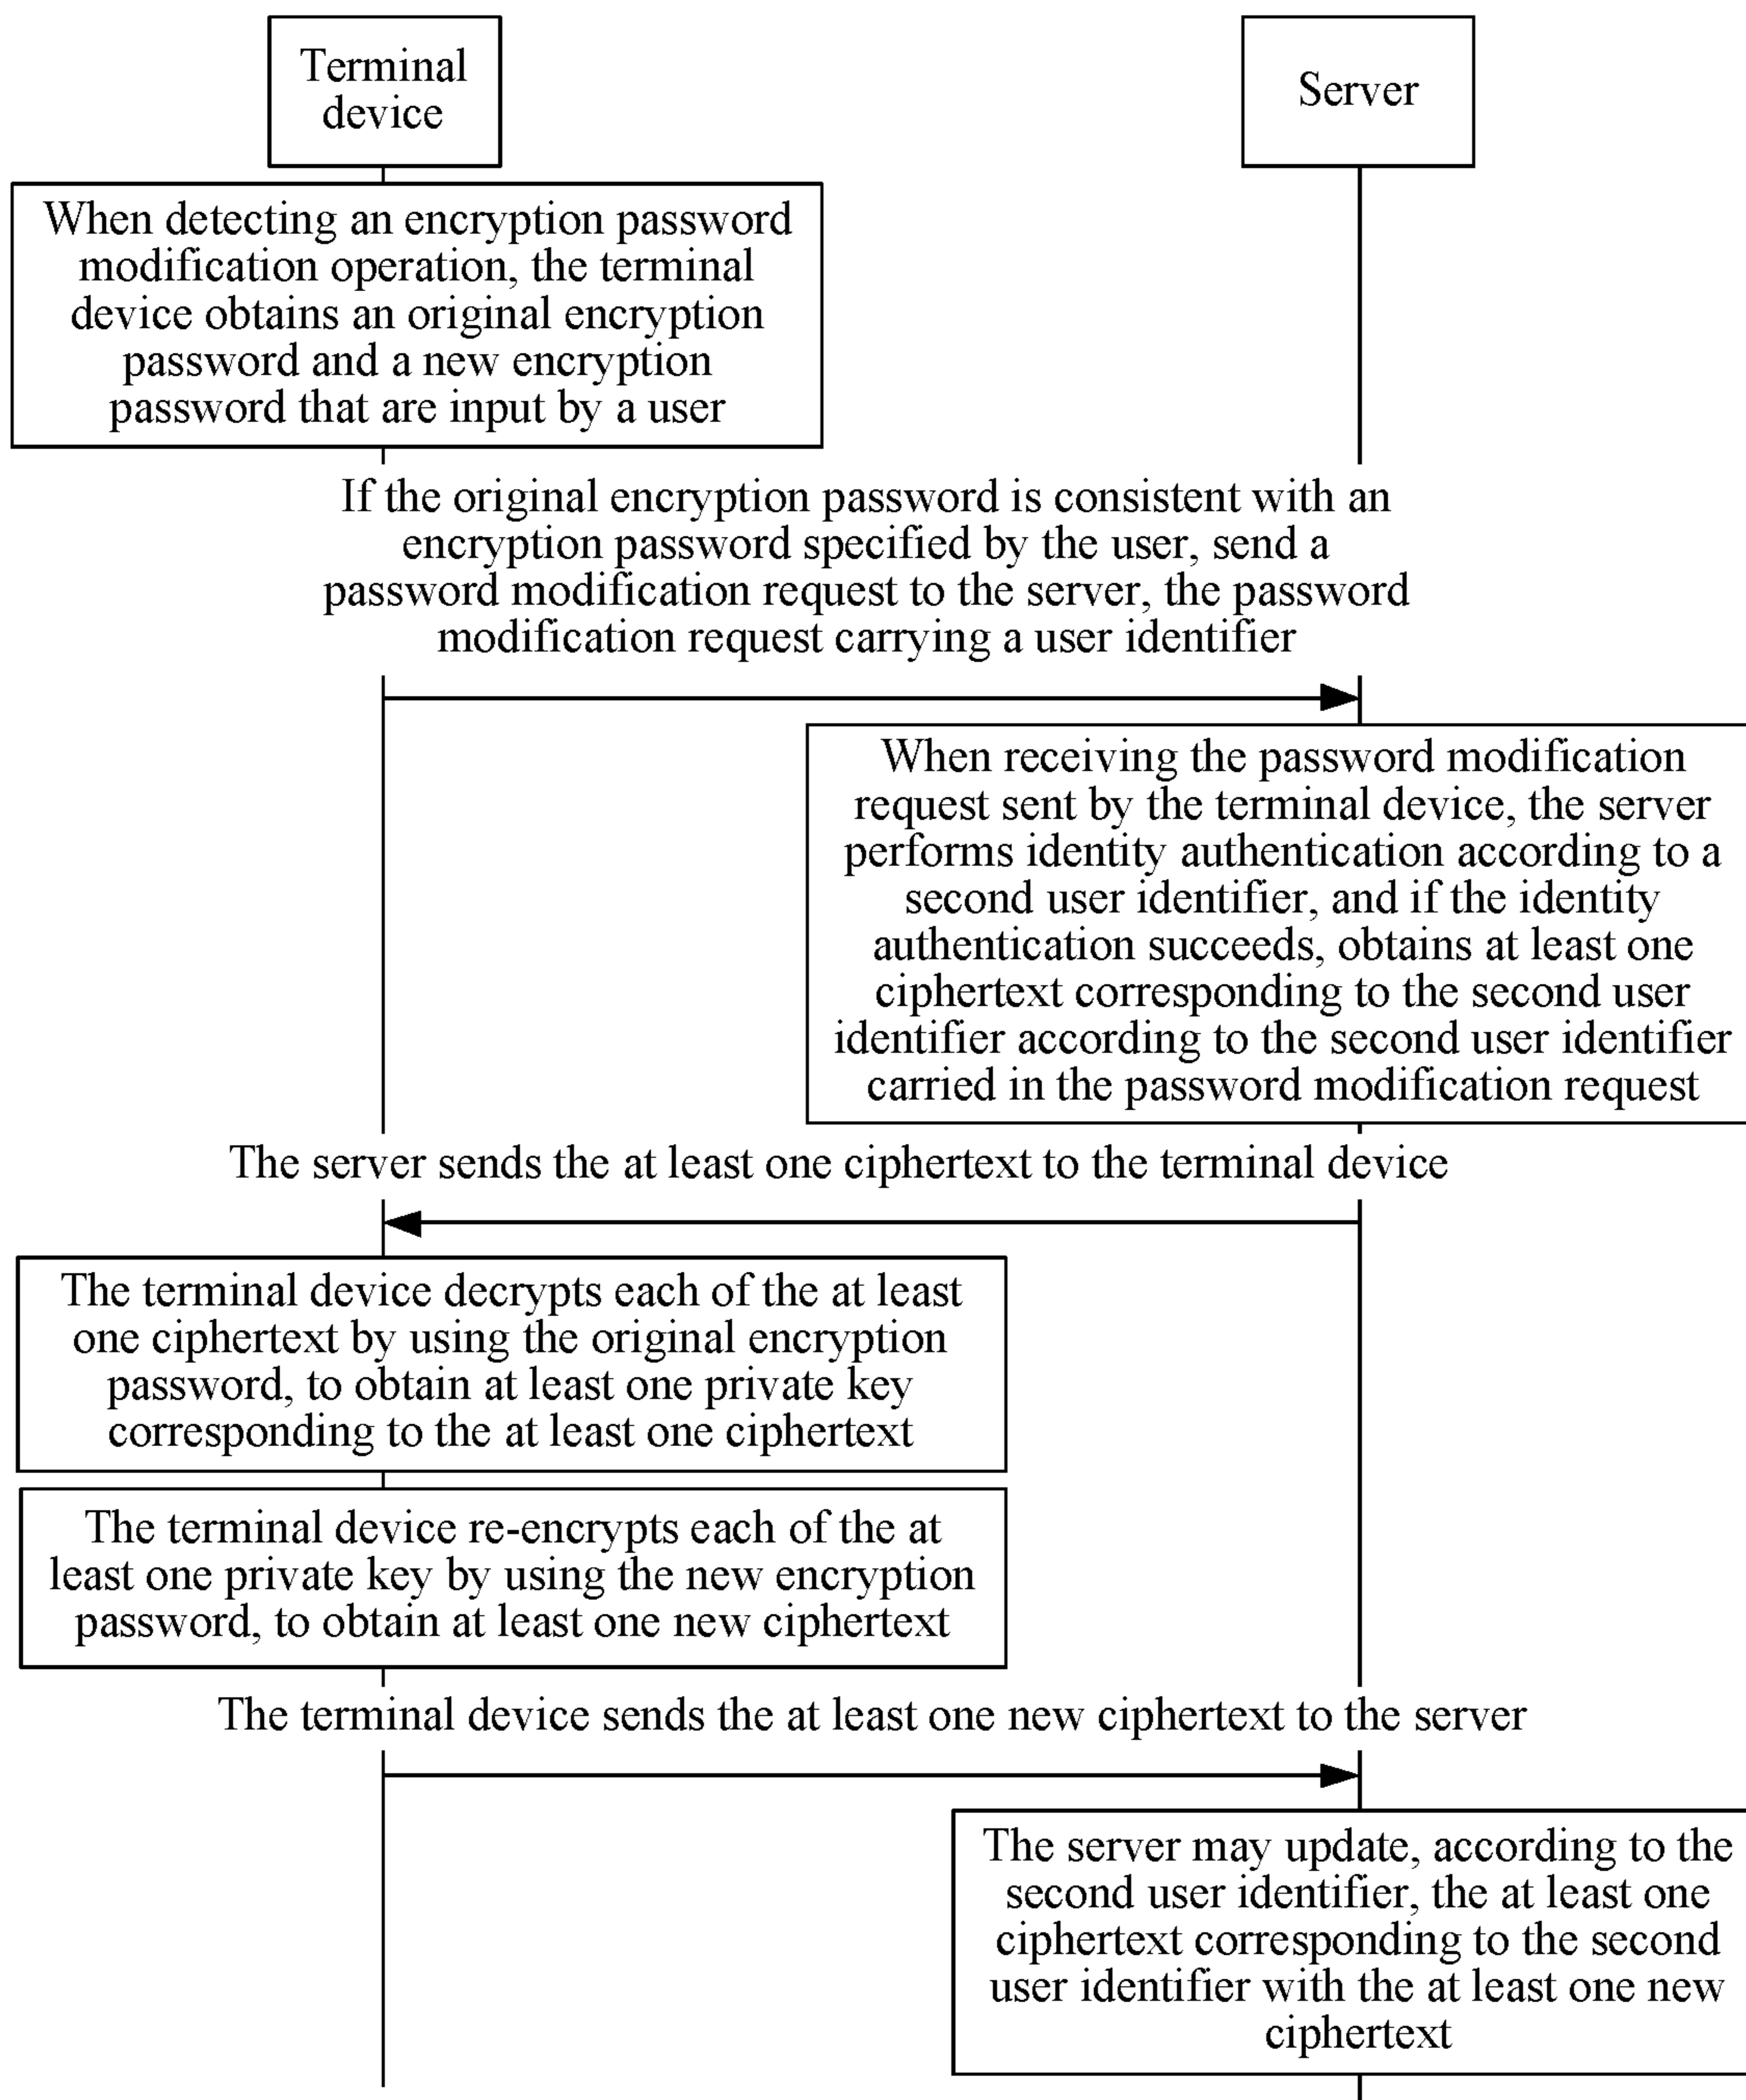 Terminal
device
Server
When detecting an encryption password
modification operation, the terminal
device obtains an original encryption
password and a new encryption
password that are input by a user
If the original encryption password is consistent with an
encryption password specified by the user, send a
password modification request to the server, the password
modification request carrying a user identifier
When receiving the password modification
request sent by the terminal device, the server
performs identity authentication according to a
second user identifier, and if the identity
authentication succeeds, obtains at least one
ciphertext corresponding to the second user
identifier according to the second user identifier
carried in the password modification request
The server sends the at least one ciphertext to the terminal device
The terminal device decrypts each of the at least
one ciphertext by using the original encryption
password, to obtain at least one private key
corresponding to the at least one ciphertext
The terminal device re-encrypts each of the at
least one private key by using the new encryption
password, to obtain at least one new ciphertext
The terminal device sends the at least one new ciphertext to the server
The server may update, according to the
second user identifier, the at least one
ciphertext corresponding to the second
user identifier with the at least one new
ciphertext